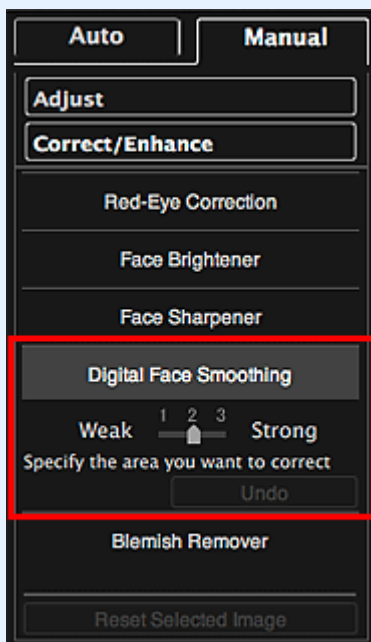 Auto Manual
Adjust
Correct/Enhance
Red-Eye Correction
Face Brightener
Face Sharpener
Digital Face Smoothing
1 2 3
Weak Strong
Specify the area you want to correct
Undo
Blemish Remover
Reset Selected Image